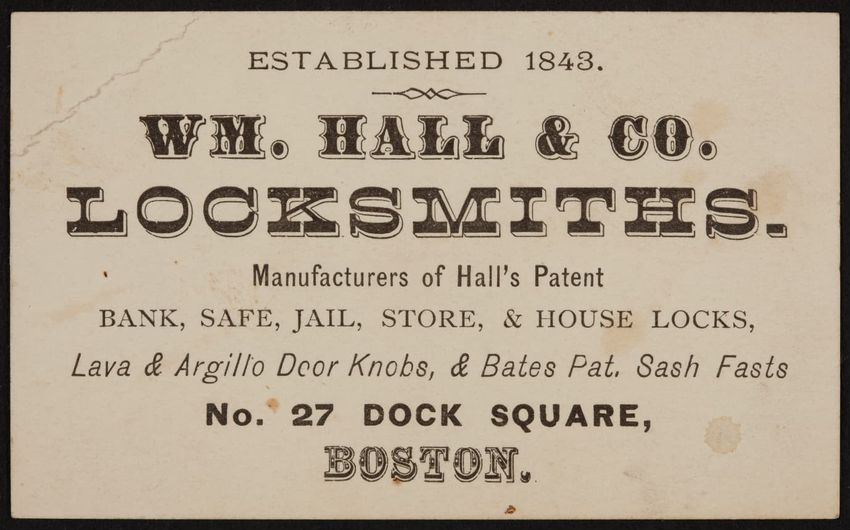 ESTABLISHED 1843.
WM. HALL & CO.
LOCKSMITHS.
Manufacturers of Hall's Patent
BANK, SAFE, JAIL, STORE, & HOUSE LOCKS,
Lava & Argillo Door Knobs, & Bates Pat. Sash Fasts
No. 27 DOCK SQUARE,
BOSTON.